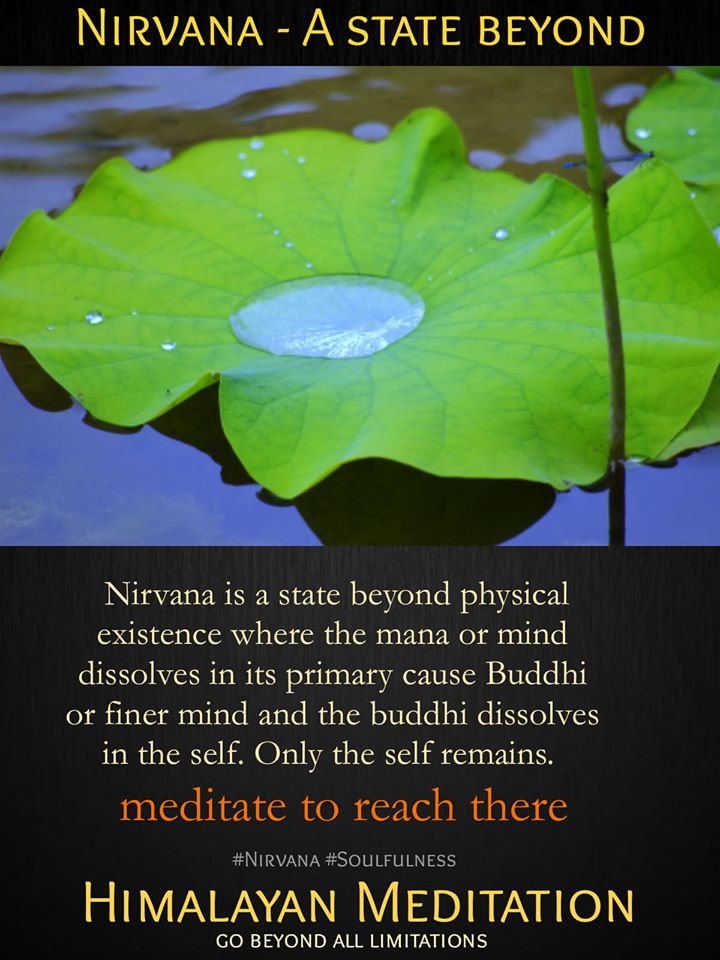 Nirvana - A state beyond
Nirvana is a state beyond physical
existence where the mana or mind
dissolves in its primary cause Buddhi
or finer mind and the buddhi dissolves
in the self. Only the self remains.
meditate to reach there
#Nirvana #Soulfulness
Himalayan Meditation
go beyond all limitations